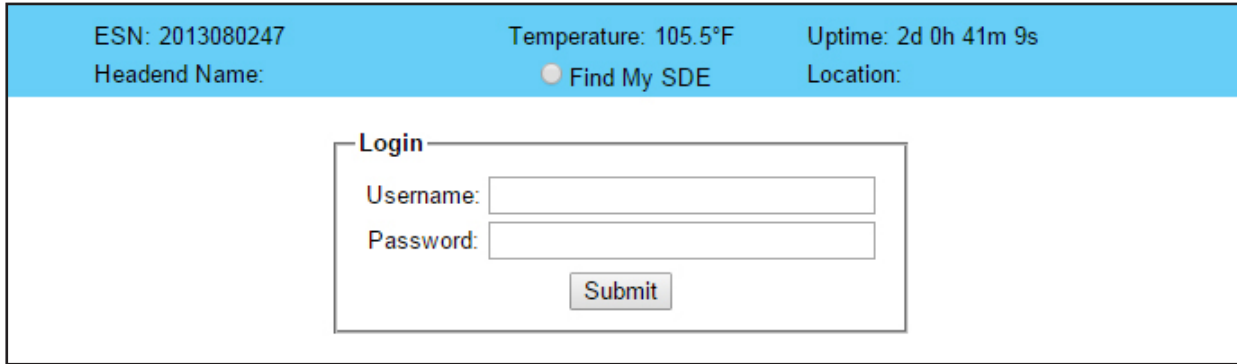 ESN: 2013080247 Temperature: 105.5°F Uptime: 2d 0h 41m 9s
Headend Name: Find My SDE Location:
Login
Username:
Password:
Submit